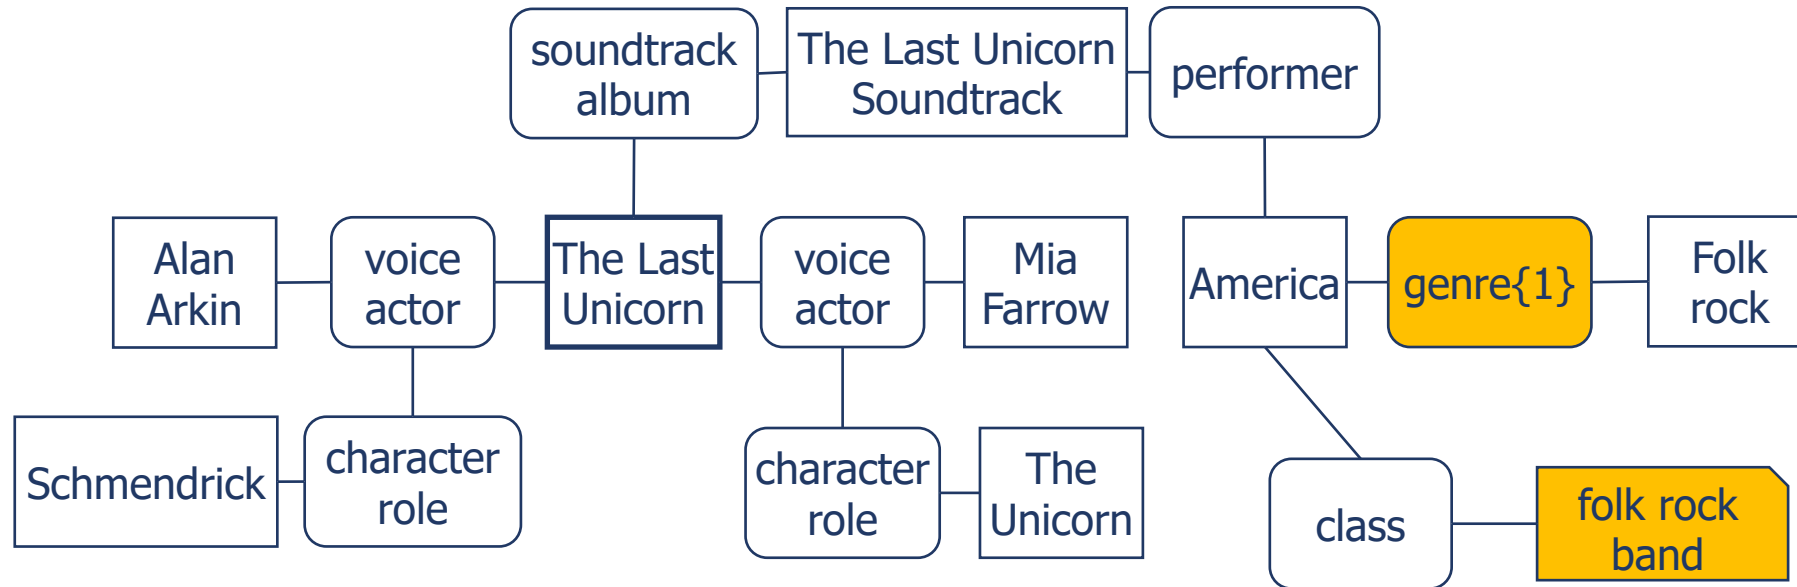 soundtrack
album
The Last Unicorn
Soundtrack
performer
Alan
Arkin
voice
actor
The Last
Unicorn
voice
actor
Mia
Farrow
America
genre{1}
Folk
rock
Schmendrick
character
role
character
role
The
Unicorn
class
folk rock
band